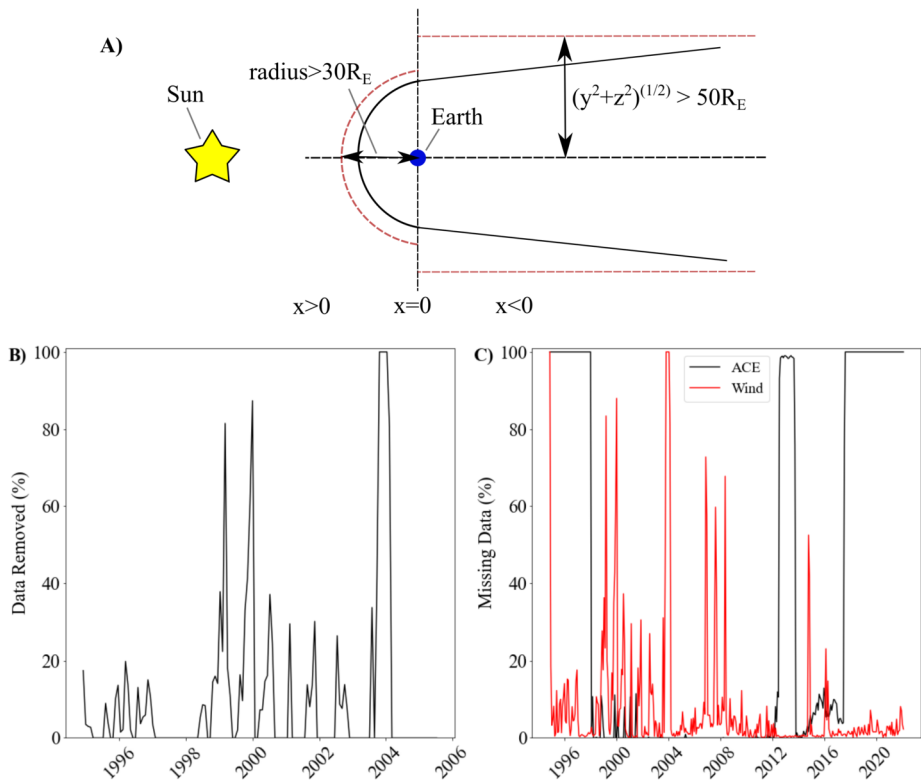 A)
radius>30R_E
Sun
Earth
(y²+z²)^(1/2) > 50R_E
x>0 x=0 x<0
B)
Data Removed (%)
100
80
60
40
20
0
1996 1998 2000 2002 2004 2006
C)
Missing Data (%)
100
80
60
40
20
0
ACE
Wind
1996 2000 2004 2008 2012 2016 2020